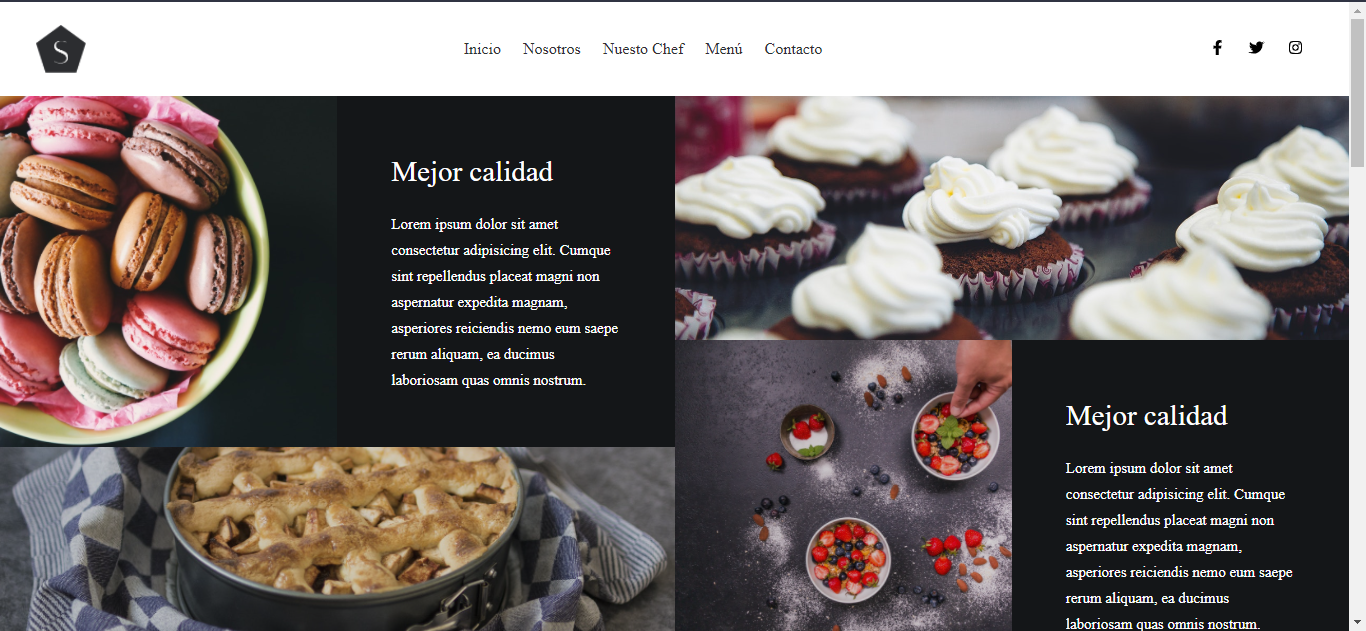 S
Inicio Nosotros Nuesto Chef Menú Contacto
Mejor calidad
Lorem ipsum dolor sit amet
consectetur adipisicing elit. Cumque
sint repellendus placeat magni non
aspernatur expedita magnam,
asperiores reiciendis nemo eum saepe
rerum aliquam, ea ducimus
laboriosam quas omnis nostrum.
Mejor calidad
Lorem ipsum dolor sit amet
consectetur adipisicing elit. Cumque
sint repellendus placeat magni non
aspernatur expedita magnam,
asperiores reiciendis nemo eum saepe
rerum aliquam, ea ducimus
laboriosam quas omnis nostrum.